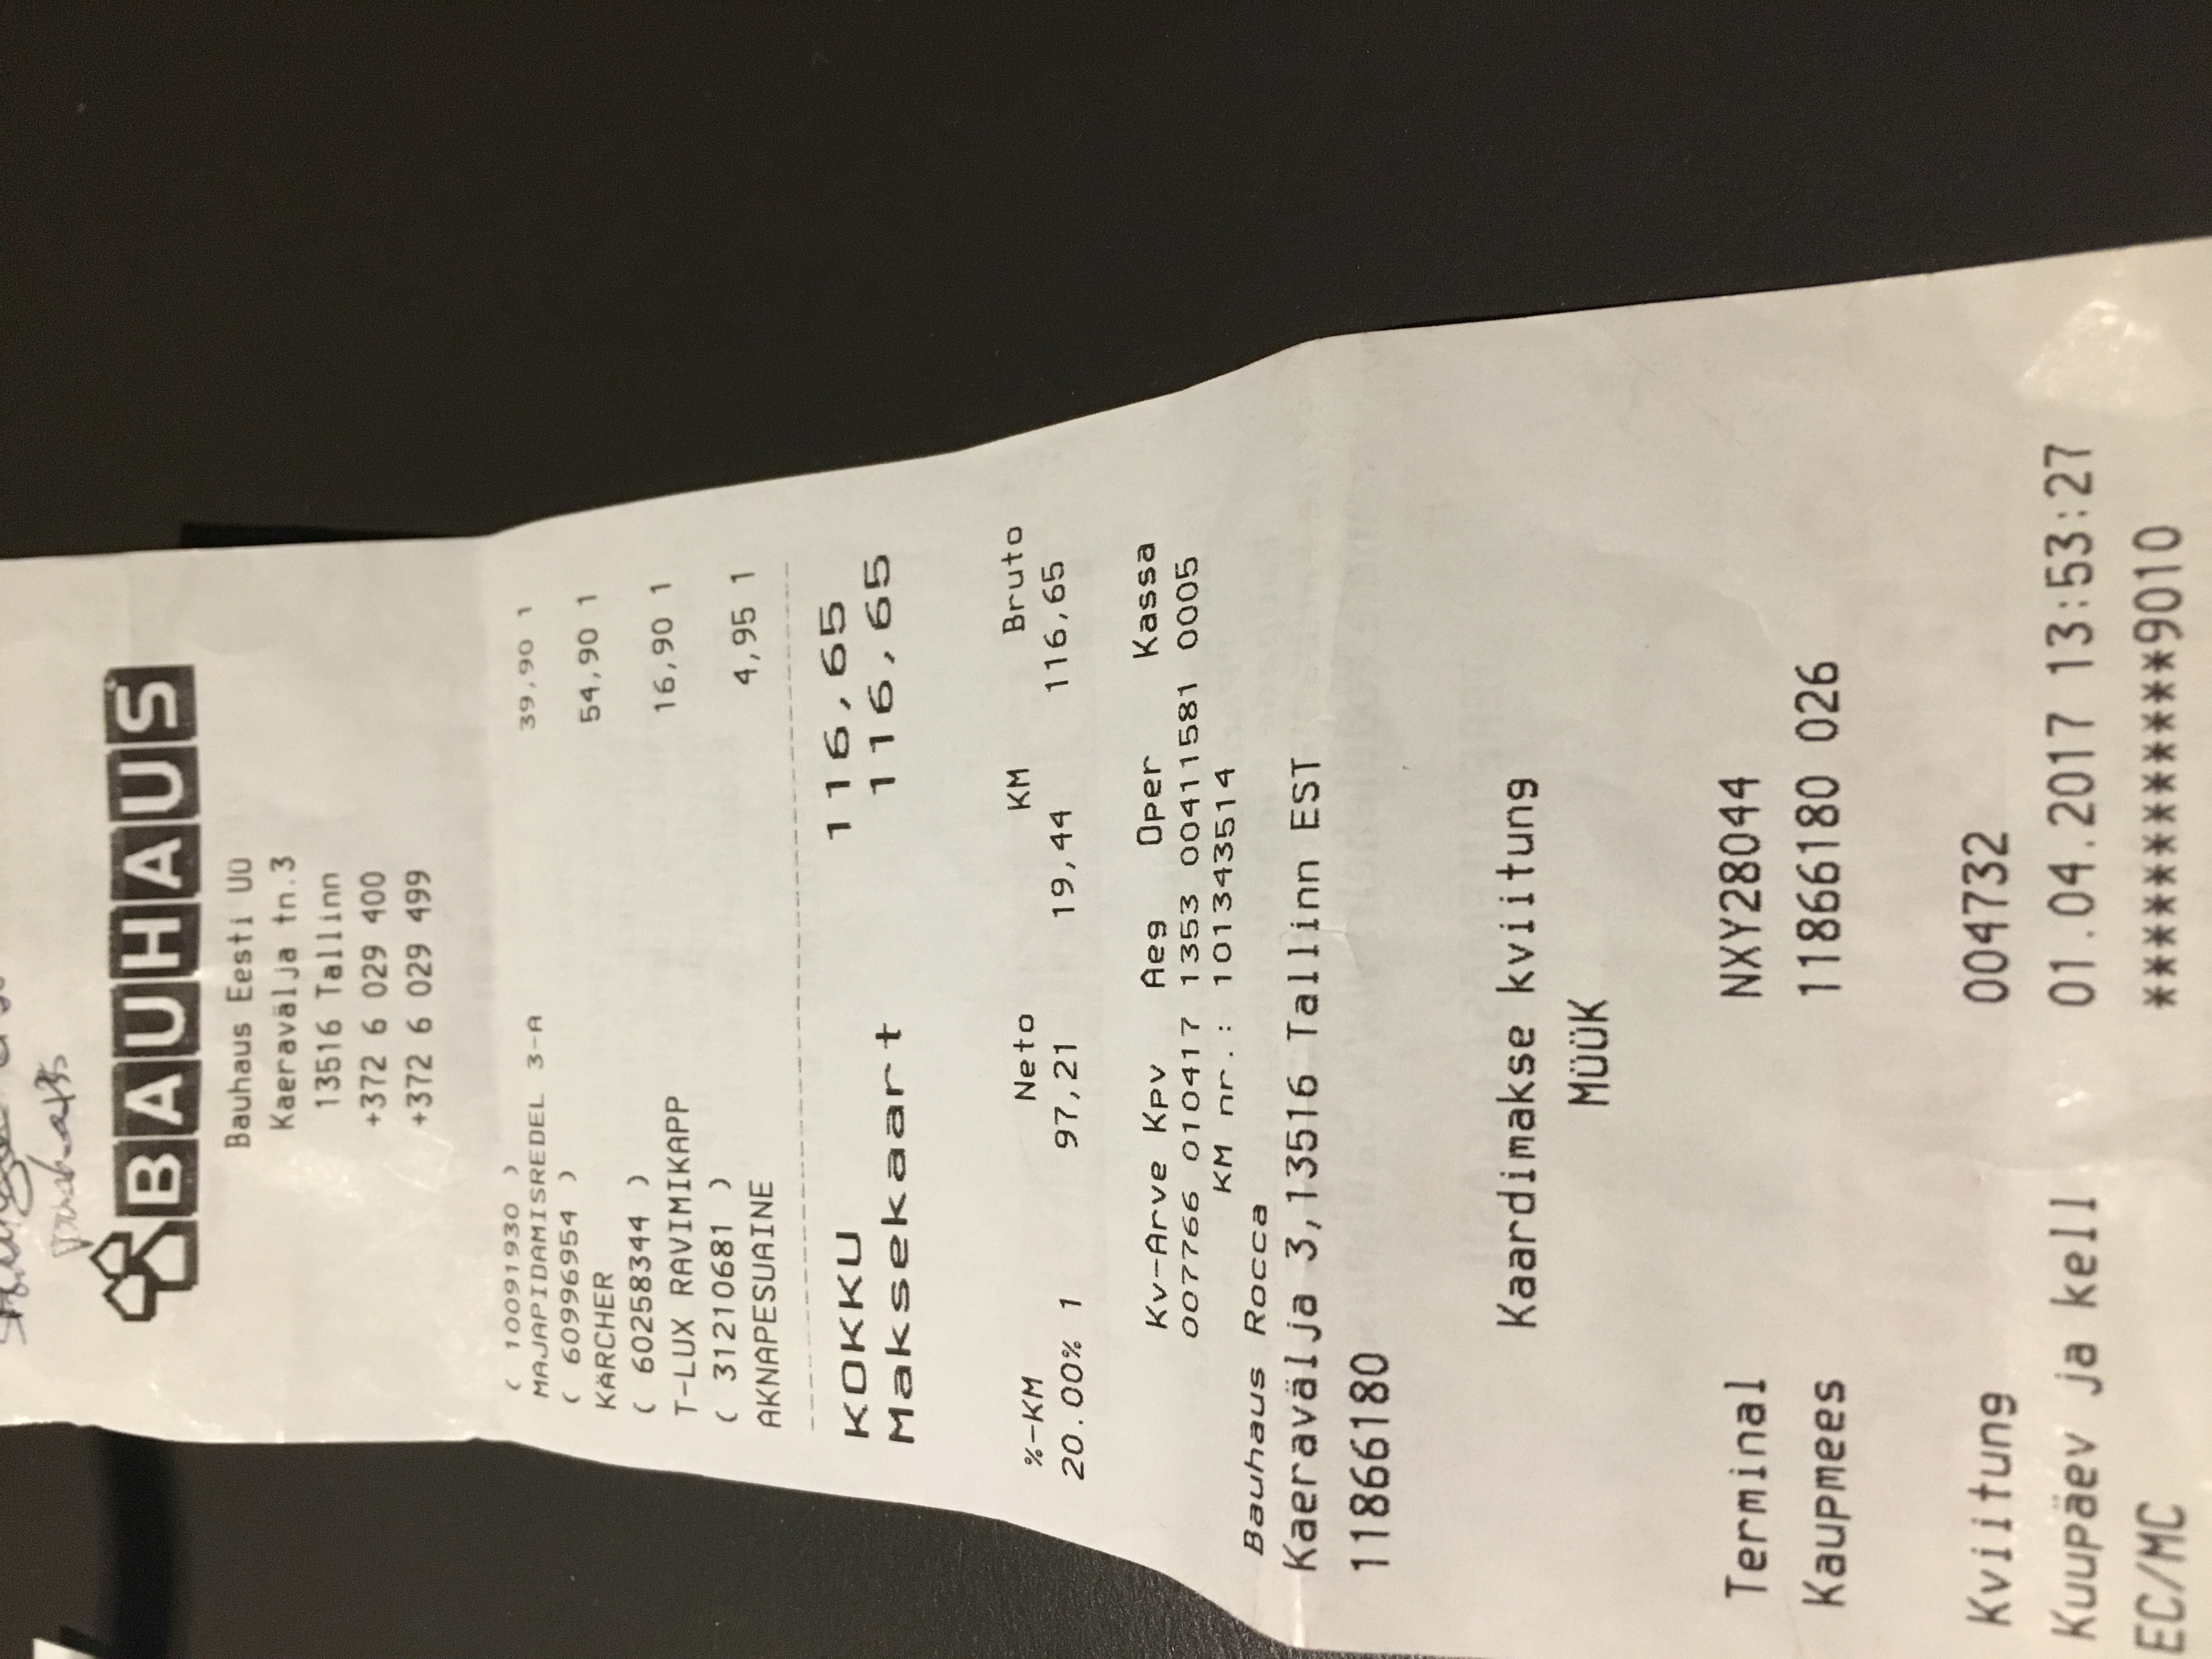 BAUHAUS
Bauhaus Eesti UÜ
Kaeravälja tn.3
13516 Tallinn
+372 6 029 400
+372 6 029 499
( 10091930 )
MAJAPIDAMISREDEL 3-A 39,90 1
( 60996954 )
KÄRCHER 54,90 1
( 60258344 )
T-LUX RAVIMIKAPP 16,90 1
( 31210681 )
AKNAPESUAINE 4,95 1
KOKKU 116,65
Maksekaart 116,65
%-KM Neto KM Bruto
20.00% 1 97,21 19,44 116,65
Kv-Arve Kpv Aeg Oper Kassa
007766 010417 1353 00411581 0005
KM nr.: 101343514
Bauhaus Rocca
Kaeravälja 3,13516 Tallinn EST
11866180
Kaardimakse kviitung
MÜÜK
Terminal NXY28044
Kaupmees 11866180 026
Kviitung 004732
Kuupäev ja kell 01.04.2017 13:53:27
EC/MC ************9010